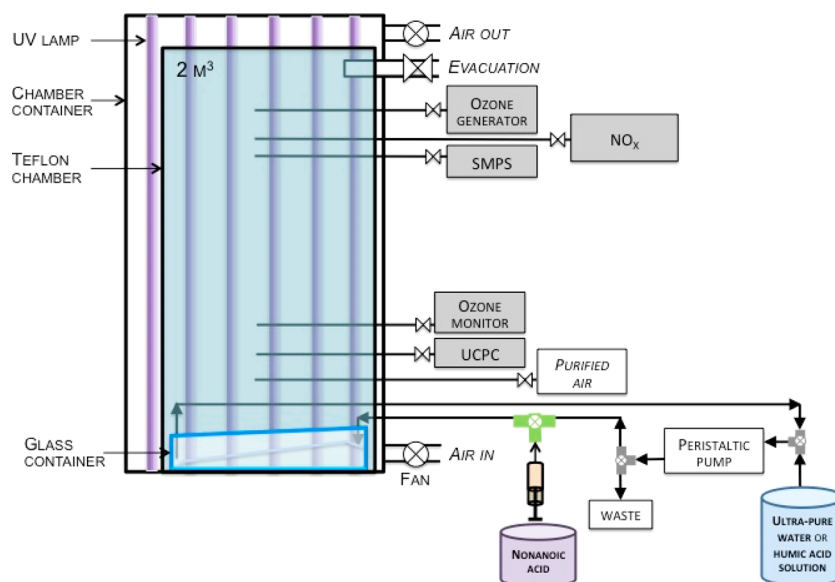 UV LAMP
CHAMBER
CONTAINER
TEFLON
CHAMBER
GLASS
CONTAINER
2 M³
AIR OUT
EVACUATION
OZONE
GENERATOR
NOX
SMPS
OZONE
MONITOR
UCPC
PURIFIED
AIR
AIR IN
FAN
PERISTALTIC
PUMP
WASTE
NONANOIC
ACID
ULTRA-PURE
WATER OR
HUMIC ACID
SOLUTION